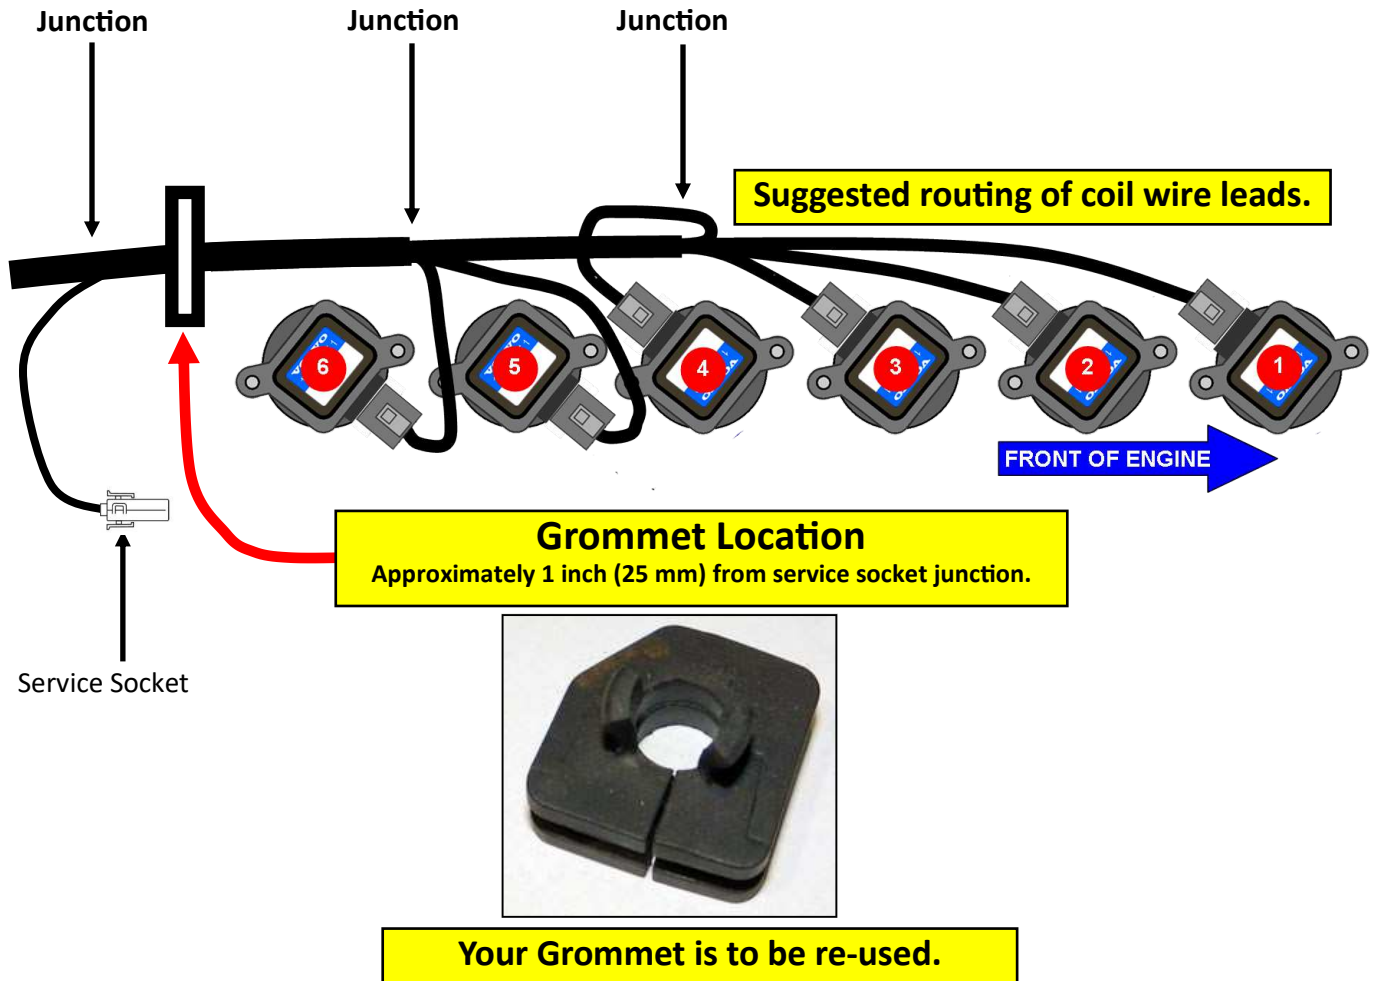 Junction
Junction
Junction
Suggested routing of coil wire leads.
6
5
4
3
2
1
FRONT OF ENGINE
Grommet Location
Approximately 1 inch (25 mm) from service socket junction.
Service Socket
Your Grommet is to be re-used.